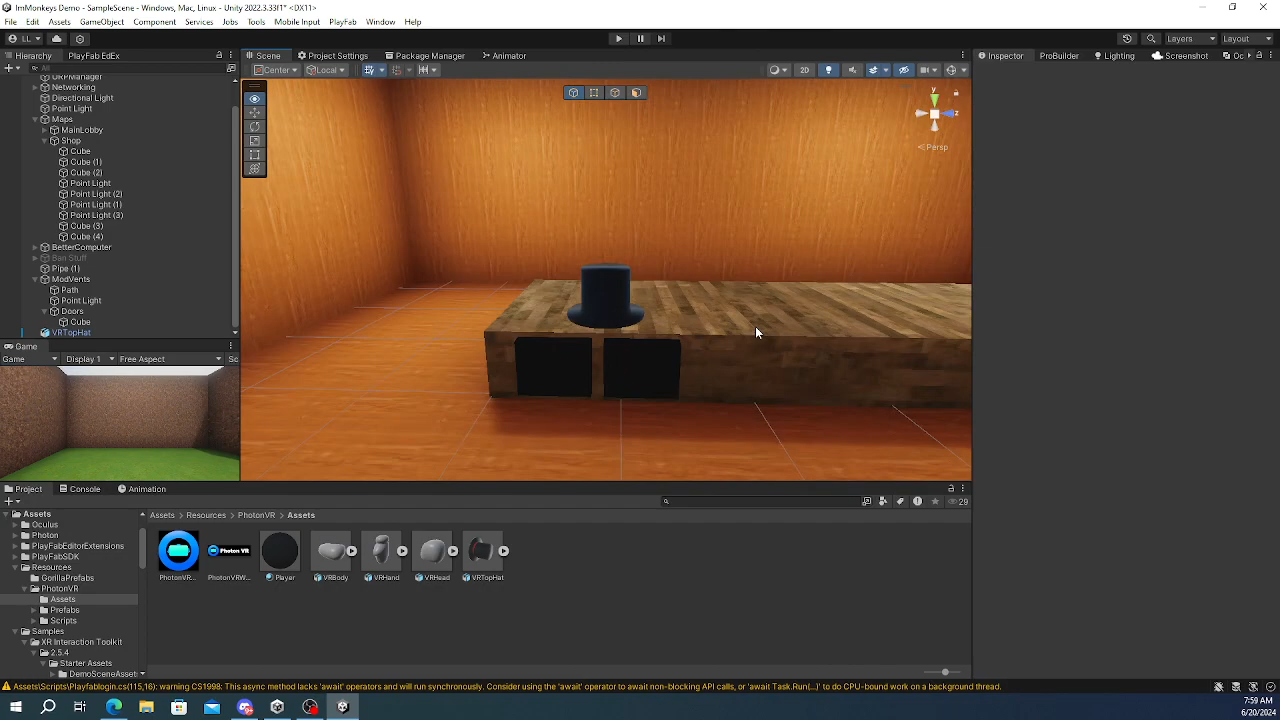 ImMonkeys Demo - SampleScene - Windows, Mac, Linux - Unity 2022.3.33f1* <DX11>
File Edit Assets GameObject Component Services Jobs Tools Mobile Input PlayFab Window Help
LL Layers Layout
Hierarchy PlayFab EdEx Scene Project Settings Package Manager Animator Inspector ProBuilder Lighting Screenshot Oc
All Center Local 2D
Networking
Directional Light
Point Light
Maps
MainLobby
Shop
Cube
Cube (1)
Cube (2)
Point Light
Point Light (2)
Point Light (1)
Point Light (3)
Cube (3)
Cube (4)
BetterComputer
Ban Stuff
Pipe (1)
ModVents
Path
Point Light
Doors
Cube
VRTopHat
y
z
< Persp
Game
Game Display 1 Free Aspect Sc
Project Console Animation
29
Assets
Oculus
Photon
PlayFabEditorExtensions
PlayFabSDK
Resources
GorillaPrefabs
PhotonVR
Assets
Prefabs
Scripts
Samples
XR Interaction Toolkit
2.5.4
Starter Assets
DemoSceneAsset
Assets > Resources > PhotonVR > Assets
Photon VR
PhotonVR... PhotonVRW... Player VRBody VRHand VRHead VRTopHat
Assets\Scripts\Playfablogin.cs(115,16): warning CS1998: This async method lacks 'await' operators and will run synchronously. Consider using the 'await' operator to await non-blocking API calls, or 'await Task.Run(...)' to do CPU-bound work on a background thread.
7:59 AM
6/20/2024